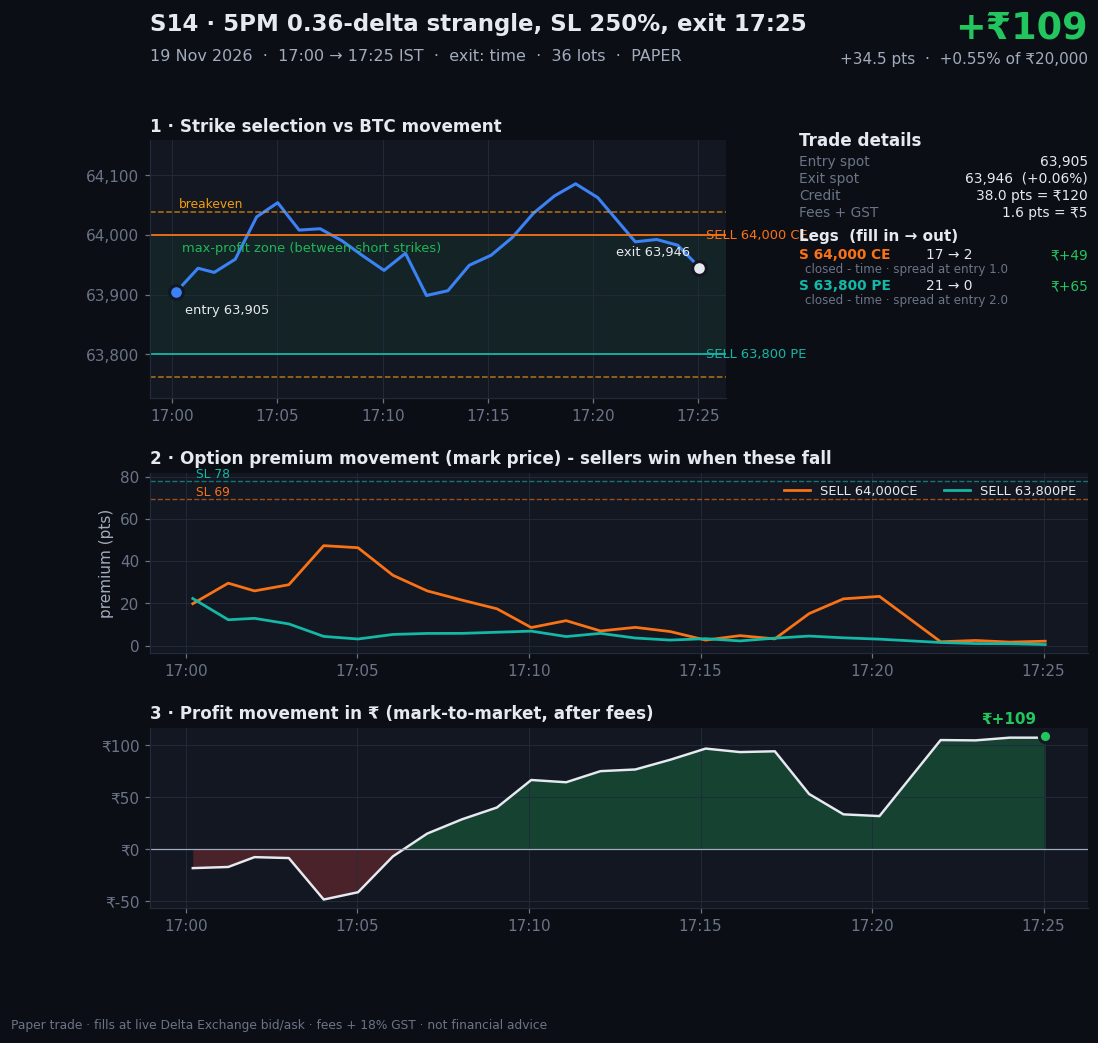 S14 · 5PM 0.36-delta strangle, SL 250%, exit 17:25
+₹109
19 Nov 2026 · 17:00 → 17:25 IST · exit: time · 36 lots · PAPER
+34.5 pts · +0.55% of ₹20,000
1 · Strike selection vs BTC movement
64,100
64,000
63,900
63,800
breakeven
max-profit zone (between short strikes)
entry 63,905
exit 63,946
SELL 64,000 CE
SELL 63,800 PE
17:00 17:05 17:10 17:15 17:20 17:25
Trade details
Entry spot 63,905
Exit spot 63,946 (+0.06%)
Credit 38.0 pts = ₹120
Fees + GST 1.6 pts = ₹5
Legs (fill in → out)
S 64,000 CE 17 → 2 ₹+49
closed - time · spread at entry 1.0
S 63,800 PE 21 → 0 ₹+65
closed - time · spread at entry 2.0
2 · Option premium movement (mark price) - sellers win when these fall
premium (pts)
80
60
40
20
0
SL 78
SL 69
SELL 64,000CE SELL 63,800PE
17:00 17:05 17:10 17:15 17:20 17:25
3 · Profit movement in ₹ (mark-to-market, after fees)
₹+109
₹100
₹50
₹0
₹-50
17:00 17:05 17:10 17:15 17:20 17:25
Paper trade · fills at live Delta Exchange bid/ask · fees + 18% GST · not financial advice